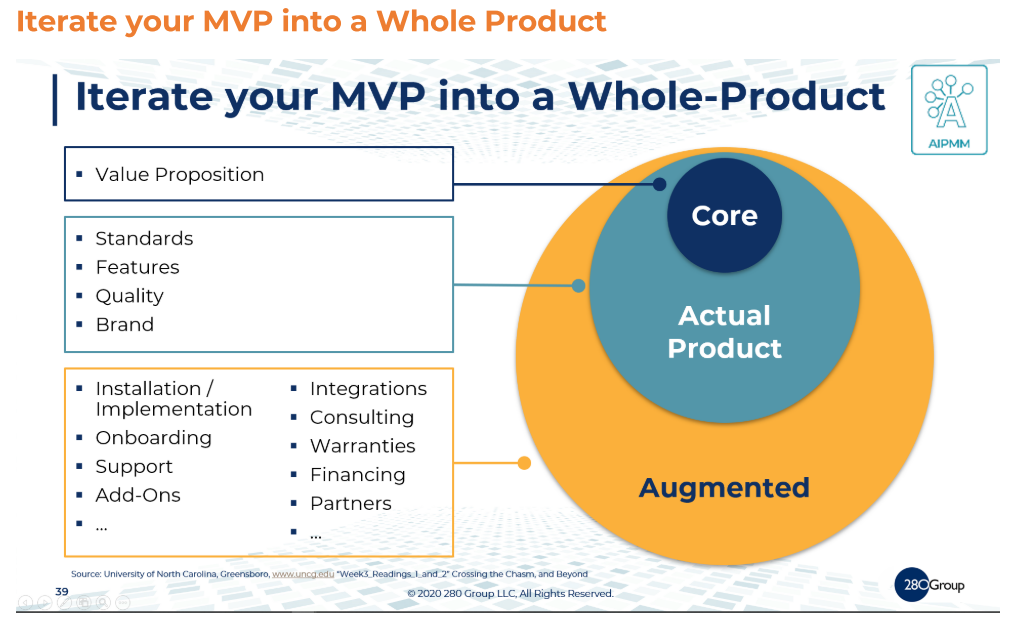 Iterate your MVP into a Whole Product
Iterate your MVP into a Whole-Product
AIPMM
▪ Value Proposition
▪ Standards
▪ Features
▪ Quality
▪ Brand
▪ Installation /
Implementation
▪ Onboarding
▪ Support
▪ Add-Ons
▪ ...
▪ Integrations
▪ Consulting
▪ Warranties
▪ Financing
▪ Partners
▪ ...
Core
Actual
Product
Augmented
Source: University of North Carolina, Greensboro, www.uncg.edu "Week3_Readings_1_and_2" Crossing the Chasm, and Beyond
39
© 2020 280 Group LLC, All Rights Reserved.
280Group